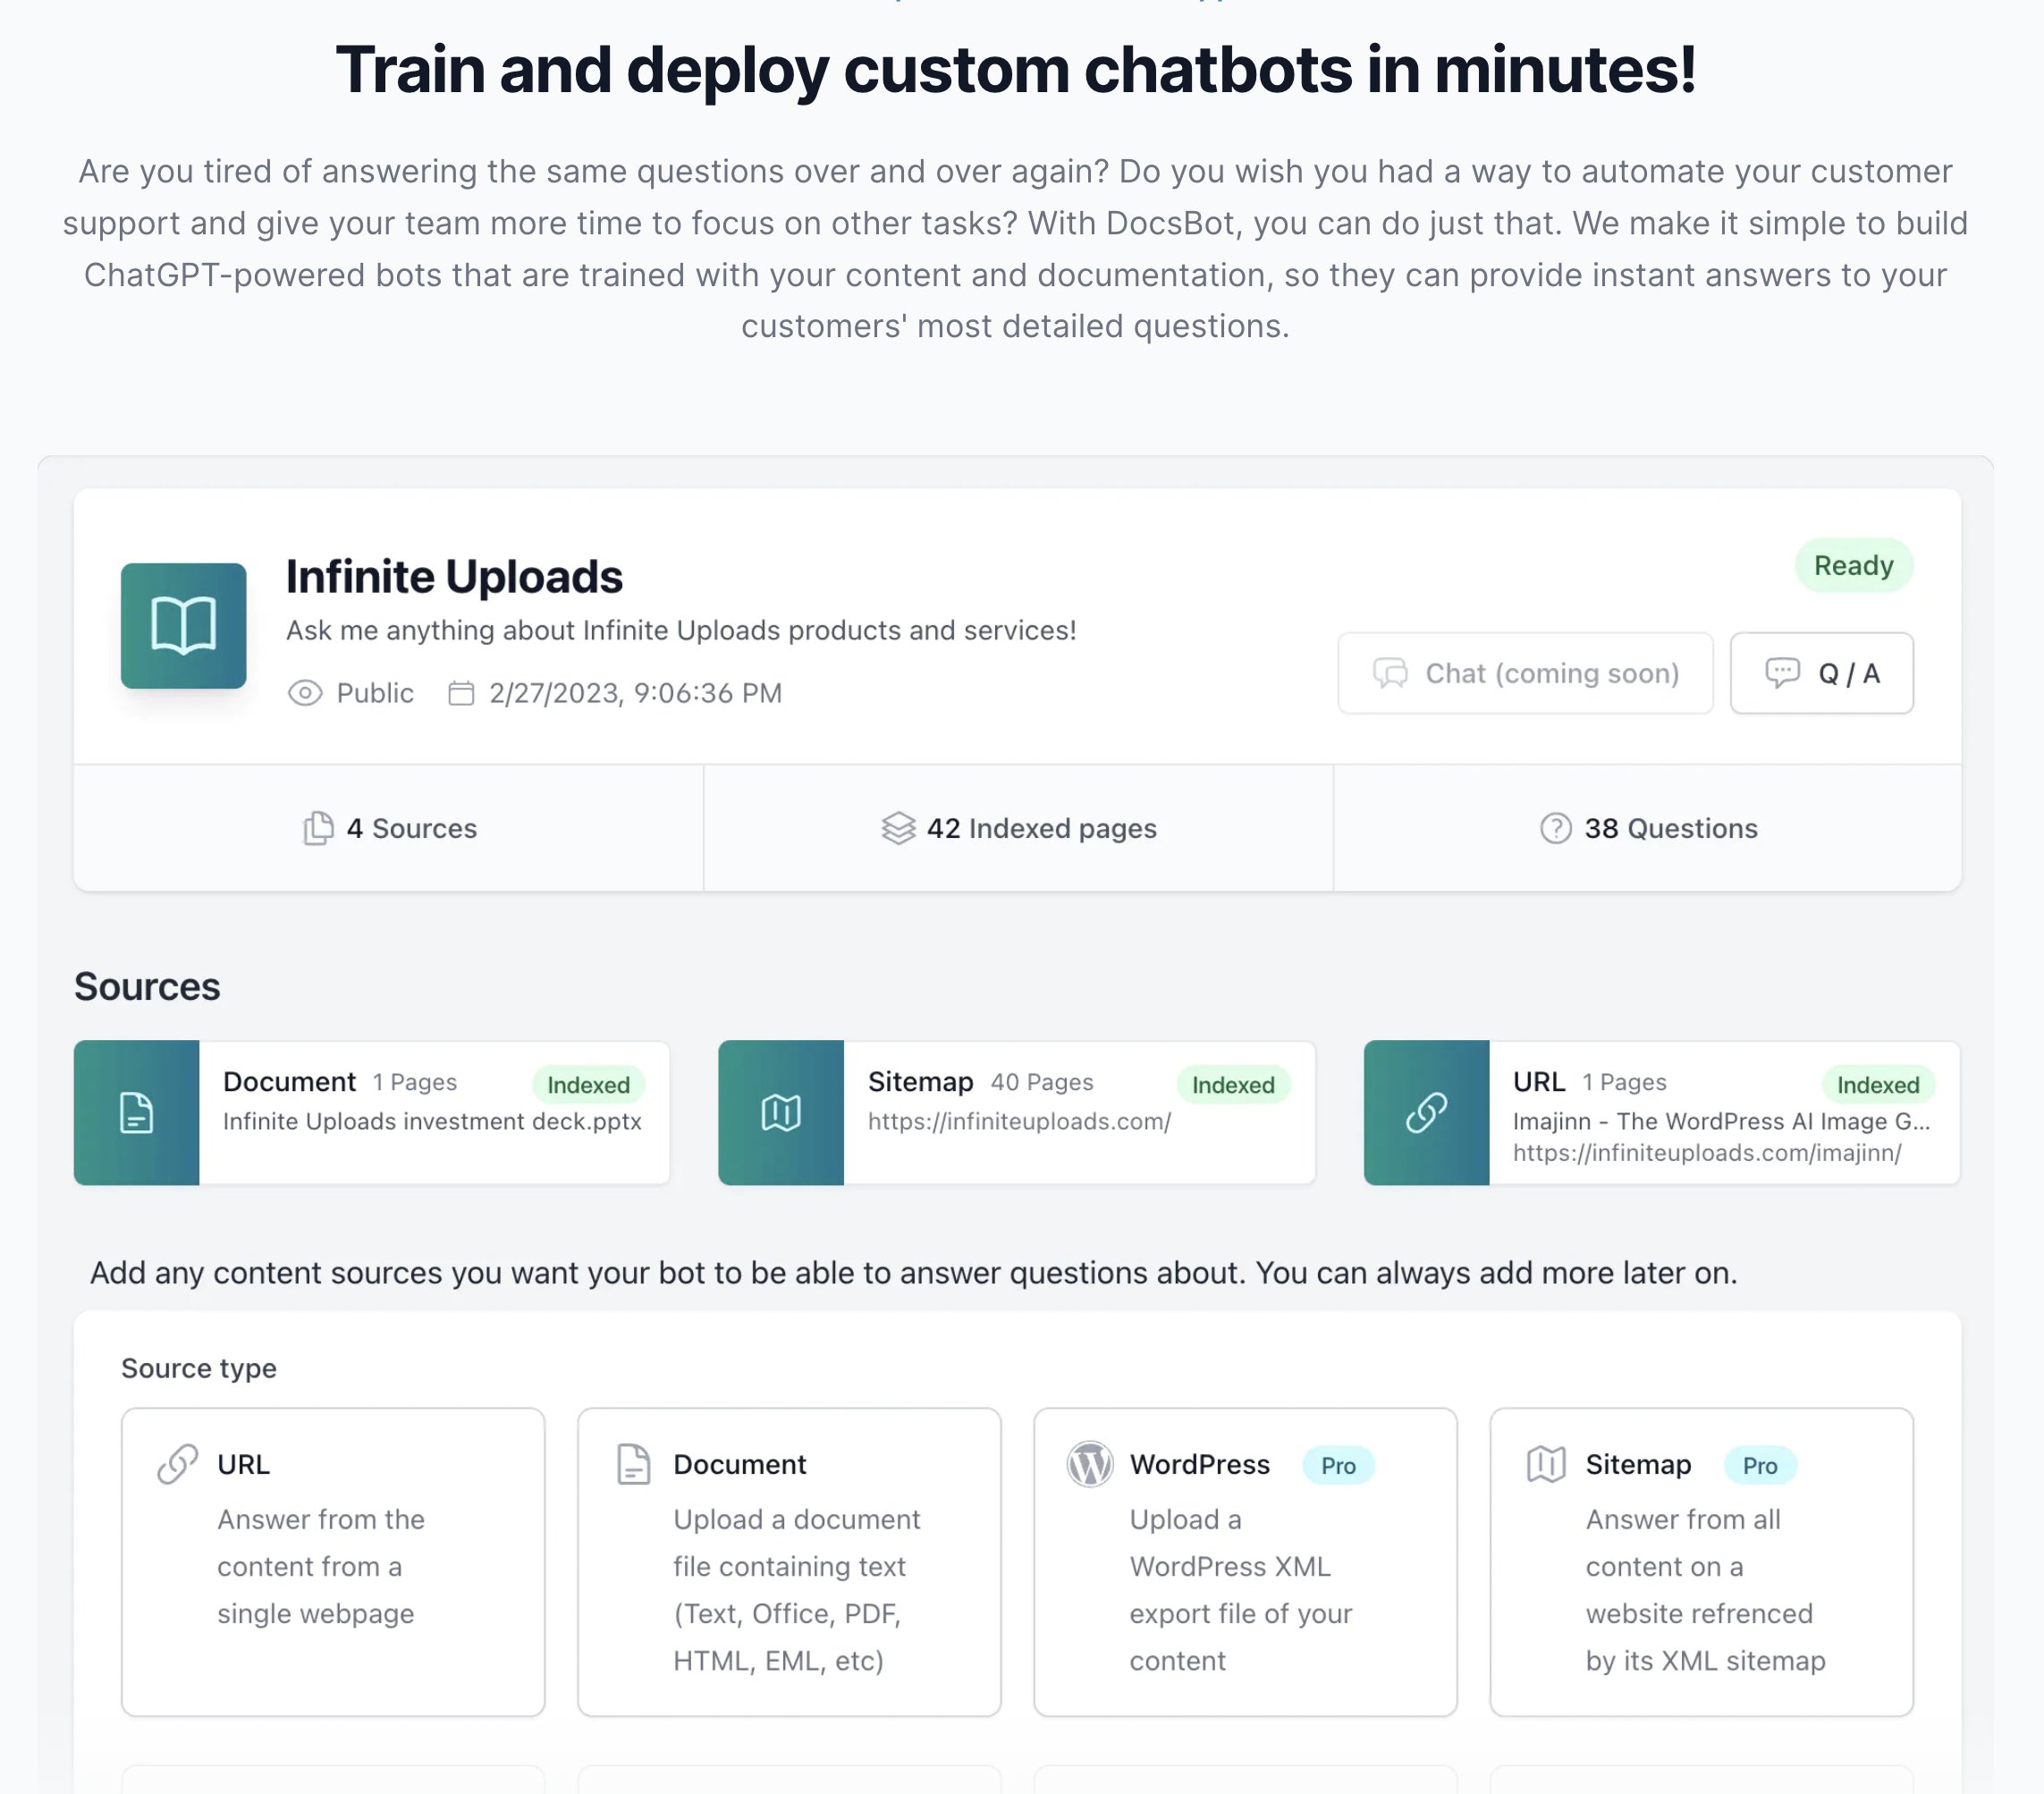 Train and deploy custom chatbots in minutes!
Are you tired of answering the same questions over and over again? Do you wish you had a way to automate your customer
support and give your team more time to focus on other tasks? With DocsBot, you can do just that. We make it simple to build
ChatGPT-powered bots that are trained with your content and documentation, so they can provide instant answers to your
customers' most detailed questions.
Infinite Uploads
Ready
Ask me anything about Infinite Uploads products and services!
Public 2/27/2023, 9:06:36 PM
Chat (coming soon)
Q / A
4 Sources
42 Indexed pages
38 Questions
Sources
Document 1 Pages Indexed
Infinite Uploads investment deck.pptx
Sitemap 40 Pages Indexed
https://infiniteuploads.com/
URL 1 Pages Indexed
Imajinn - The WordPress AI Image G...
https://infiniteuploads.com/imajinn/
Add any content sources you want your bot to be able to answer questions about. You can always add more later on.
Source type
URL
Answer from the
content from a
single webpage
Document
Upload a document
file containing text
(Text, Office, PDF,
HTML, EML, etc)
WordPress Pro
Upload a
WordPress XML
export file of your
content
Sitemap Pro
Answer from all
content on a
website refrenced
by its XML sitemap